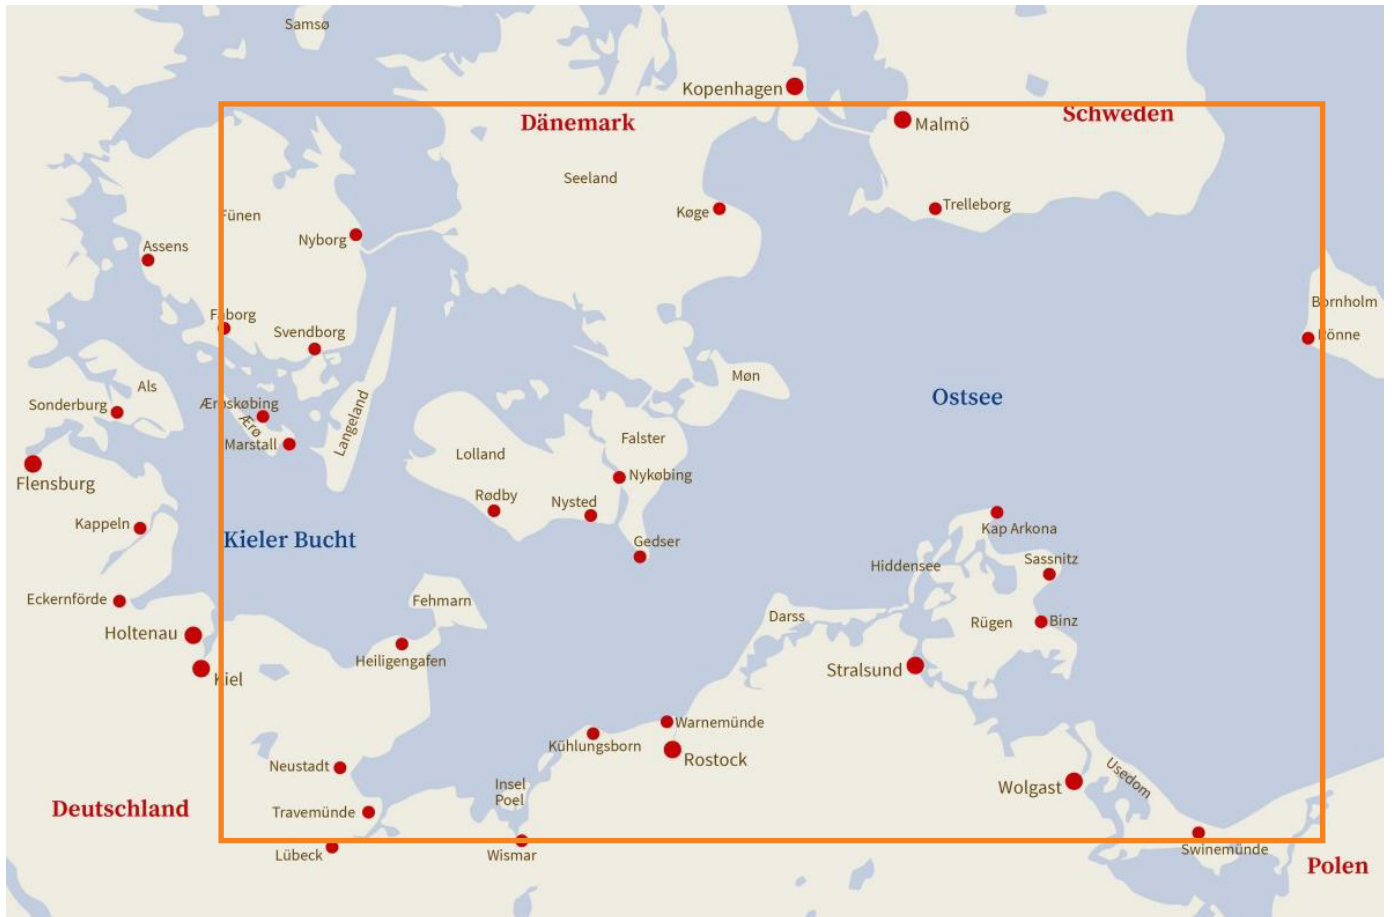 Samsø
Kopenhagen
Schweden
Dänemark
Malmö
Seeland
Trelleborg
Køge
Fünen
Nyborg
Assens
Bornholm
Faborg
Svendborg
Rönne
Møn
Als
Ostsee
Langeland
Ærøskøbing
Sonderburg
Ærø
Marstall
Falster
Lolland
Nykøbing
Flensburg
Rødby
Nysted
Kappeln
Kap Arkona
Kieler Bucht
Gedser
Sassnitz
Hiddensee
Eckernförde
Fehmarn
Darss
Rügen
Binz
Holtenau
Heiligengafen
Stralsund
Kiel
Warnemünde
Kühlungsborn
Rostock
Neustadt
Usedom
Insel
Poel
Wolgast
Deutschland
Travemünde
Lübeck
Wismar
Swinemünde
Polen